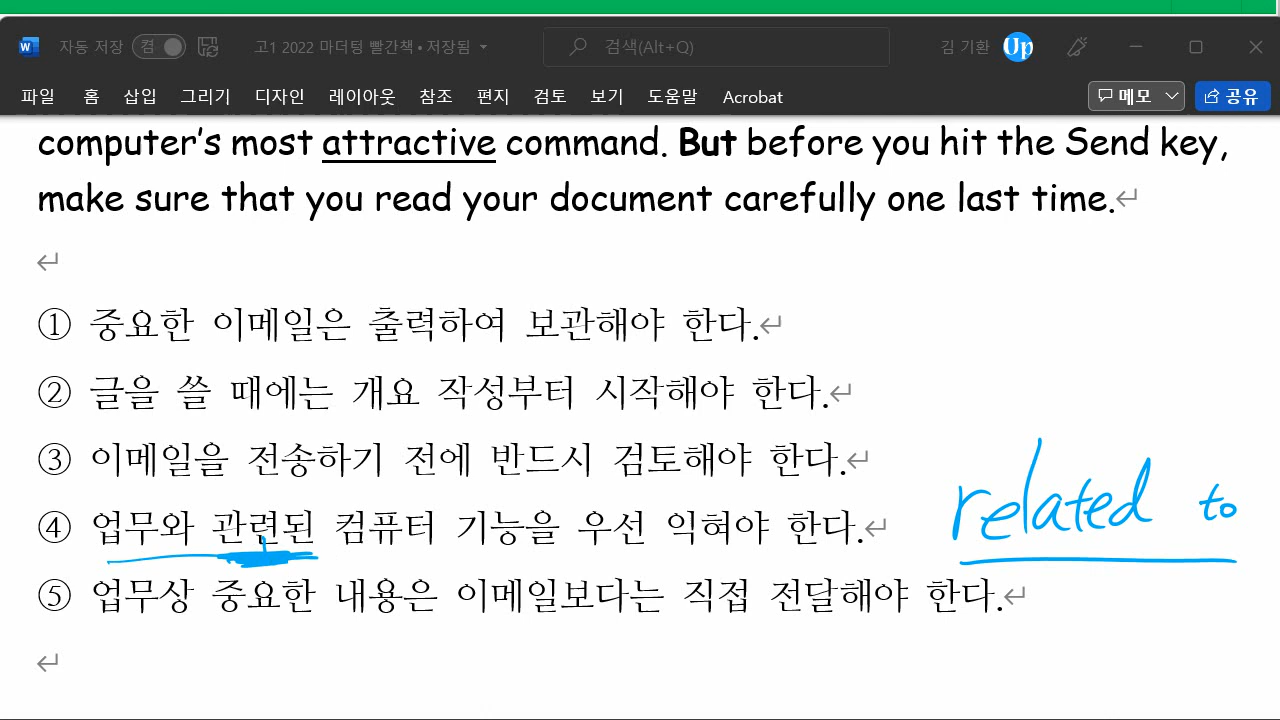 자동 저장 켬 고1 2022 마더텅 빨간책 • 저장됨 검색(Alt+Q) 김 기환 Up
파일 홈 삽입 그리기 디자인 레이아웃 참조 편지 검토 보기 도움말 Acrobat 메모 공유
computer's most attractive command. But before you hit the Send key,
make sure that you read your document carefully one last time.
① 중요한 이메일은 출력하여 보관해야 한다.
② 글을 쓸 때에는 개요 작성부터 시작해야 한다.
③ 이메일을 전송하기 전에 반드시 검토해야 한다.
④ 업무와 관련된 컴퓨터 기능을 우선 익혀야 한다.
related to
⑤ 업무상 중요한 내용은 이메일보다는 직접 전달해야 한다.